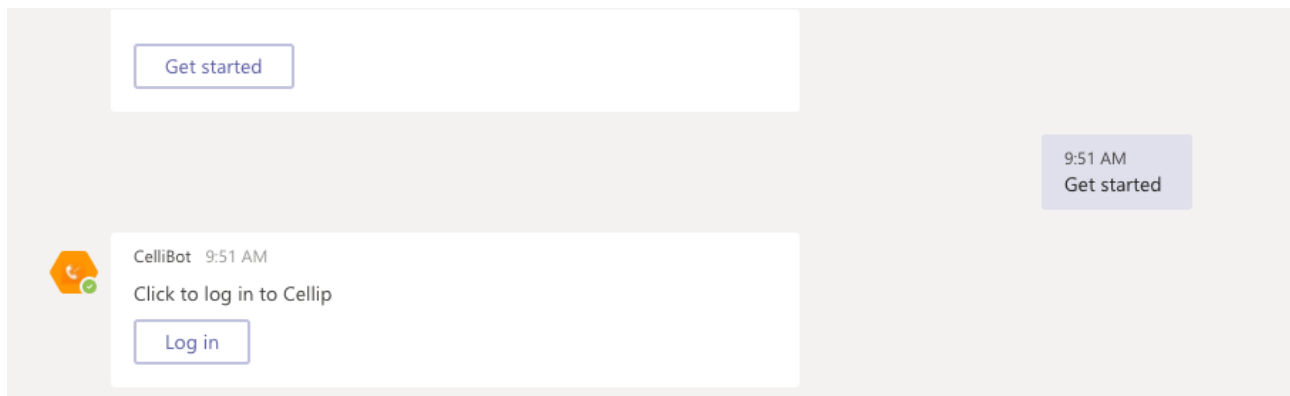 Get started
9:51 AM
Get started
CelliBot 9:51 AM
Click to log in to Cellip
Log in